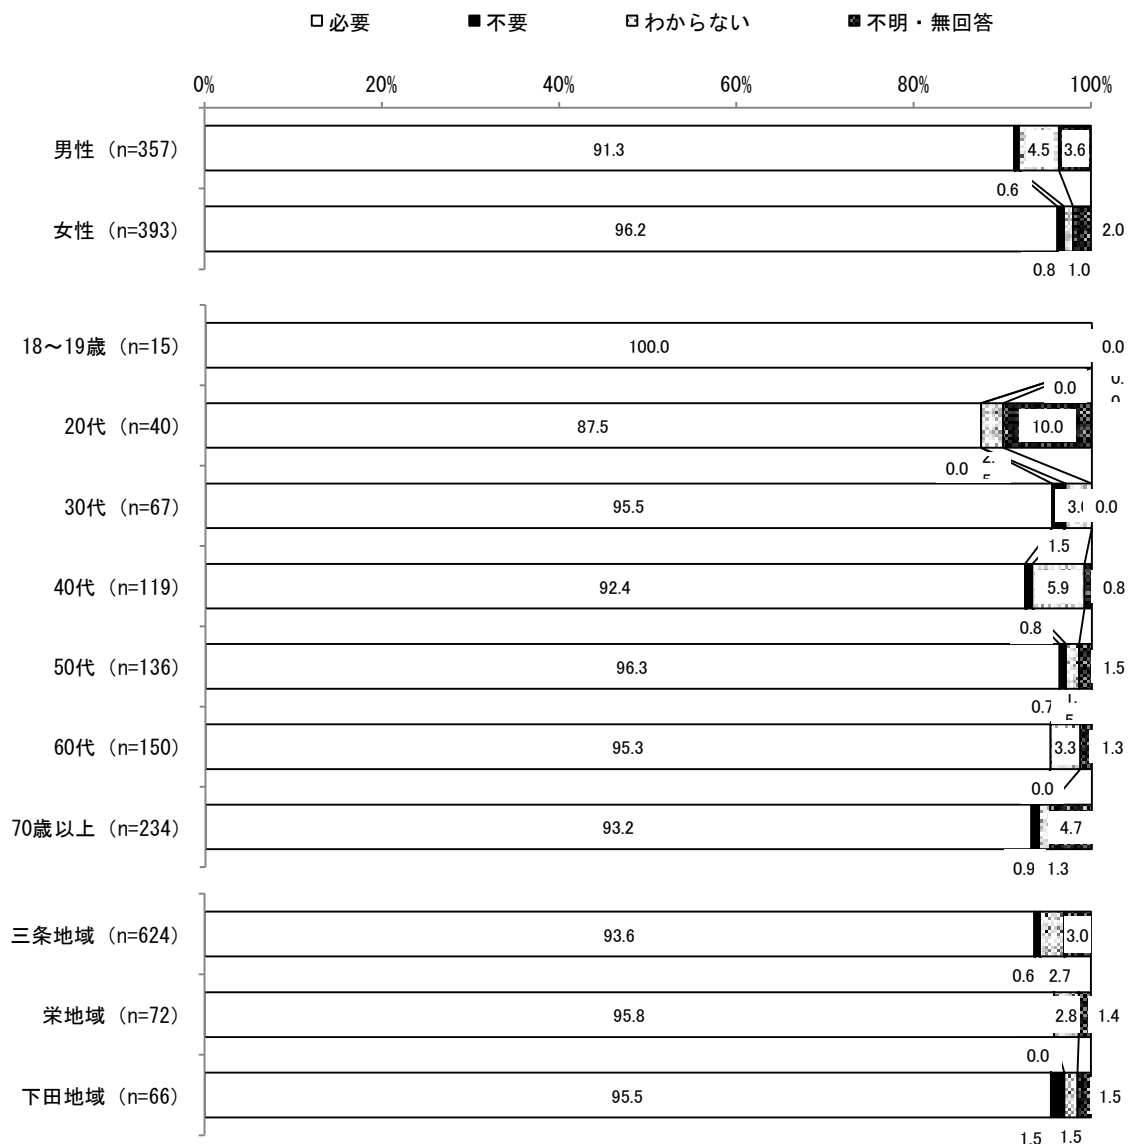 □必要 ■不要 □わからない ■不明・無回答
0% 20% 40% 60% 80% 100%
男性（n=357） 91.3 4.5 3.6
0.6
女性（n=393） 96.2 2.0
0.8 1.0
18～19歳（n=15） 100.0 0.0
0.0
20代（n=40） 87.5 10.0
0.0
30代（n=67） 95.5 0.0
1.5
40代（n=119） 92.4 5.9 0.8
0.8
50代（n=136） 96.3 1.5
0.7
60代（n=150） 95.3 3.3 1.3
0.0
70歳以上（n=234） 93.2 4.7
0.9 1.3
三条地域（n=624） 93.6 3.0
0.6 2.7
栄地域（n=72） 95.8 2.8 1.4
0.0
下田地域（n=66） 95.5 1.5
1.5 1.5